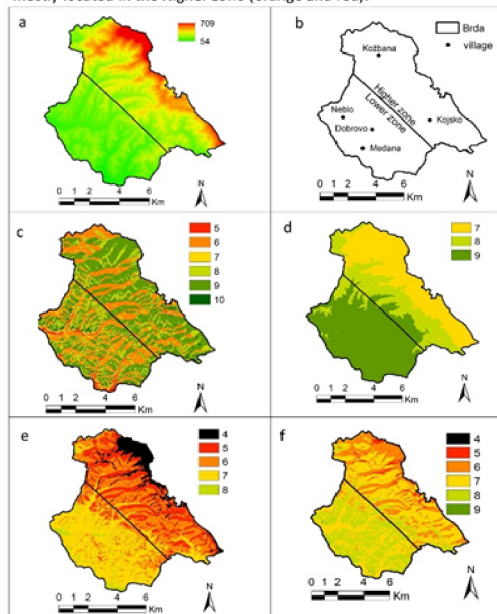 mostly located in the Higher zone (orange and red).
a
709
54
0 1 2 4 6
Km
N
b
Brda
village
Kožbana
Higher zone
Lower zone
Neblo
Dobrovo
Kojsko
Medana
0 1 2 4 6
Km
N
c
5
6
7
8
9
10
0 1 2 4 6
Km
N
d
7
8
9
0 1 2 4 6
Km
N
e
4
5
6
7
8
0 1 2 4 6
Km
N
f
4
5
6
7
8
9
0 1 2 4 6
Km
N